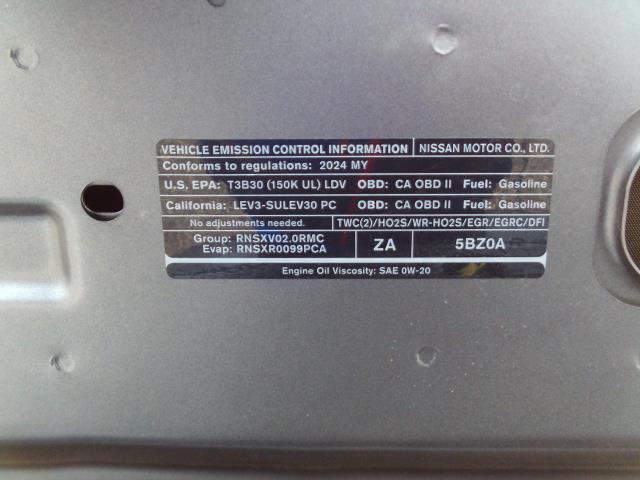 VEHICLE EMISSION CONTROL INFORMATION NISSAN MOTOR CO., LTD.
Conforms to regulations: 2024 MY
U.S. EPA: T3B30 (150K UL) LDV OBD: CA OBD II Fuel: Gasoline
California: LEV3-SULEV30 PC OBD: CA OBD II Fuel: Gasoline
No adjustments needed. TWC(2)/HO2S/WR-HO2S/EGR/EGRC/DFI
Group: RNSXV02.0RMC
Evap: RNSXR0099PCA
ZA
5BZ0A
Engine Oil Viscosity: SAE 0W-20